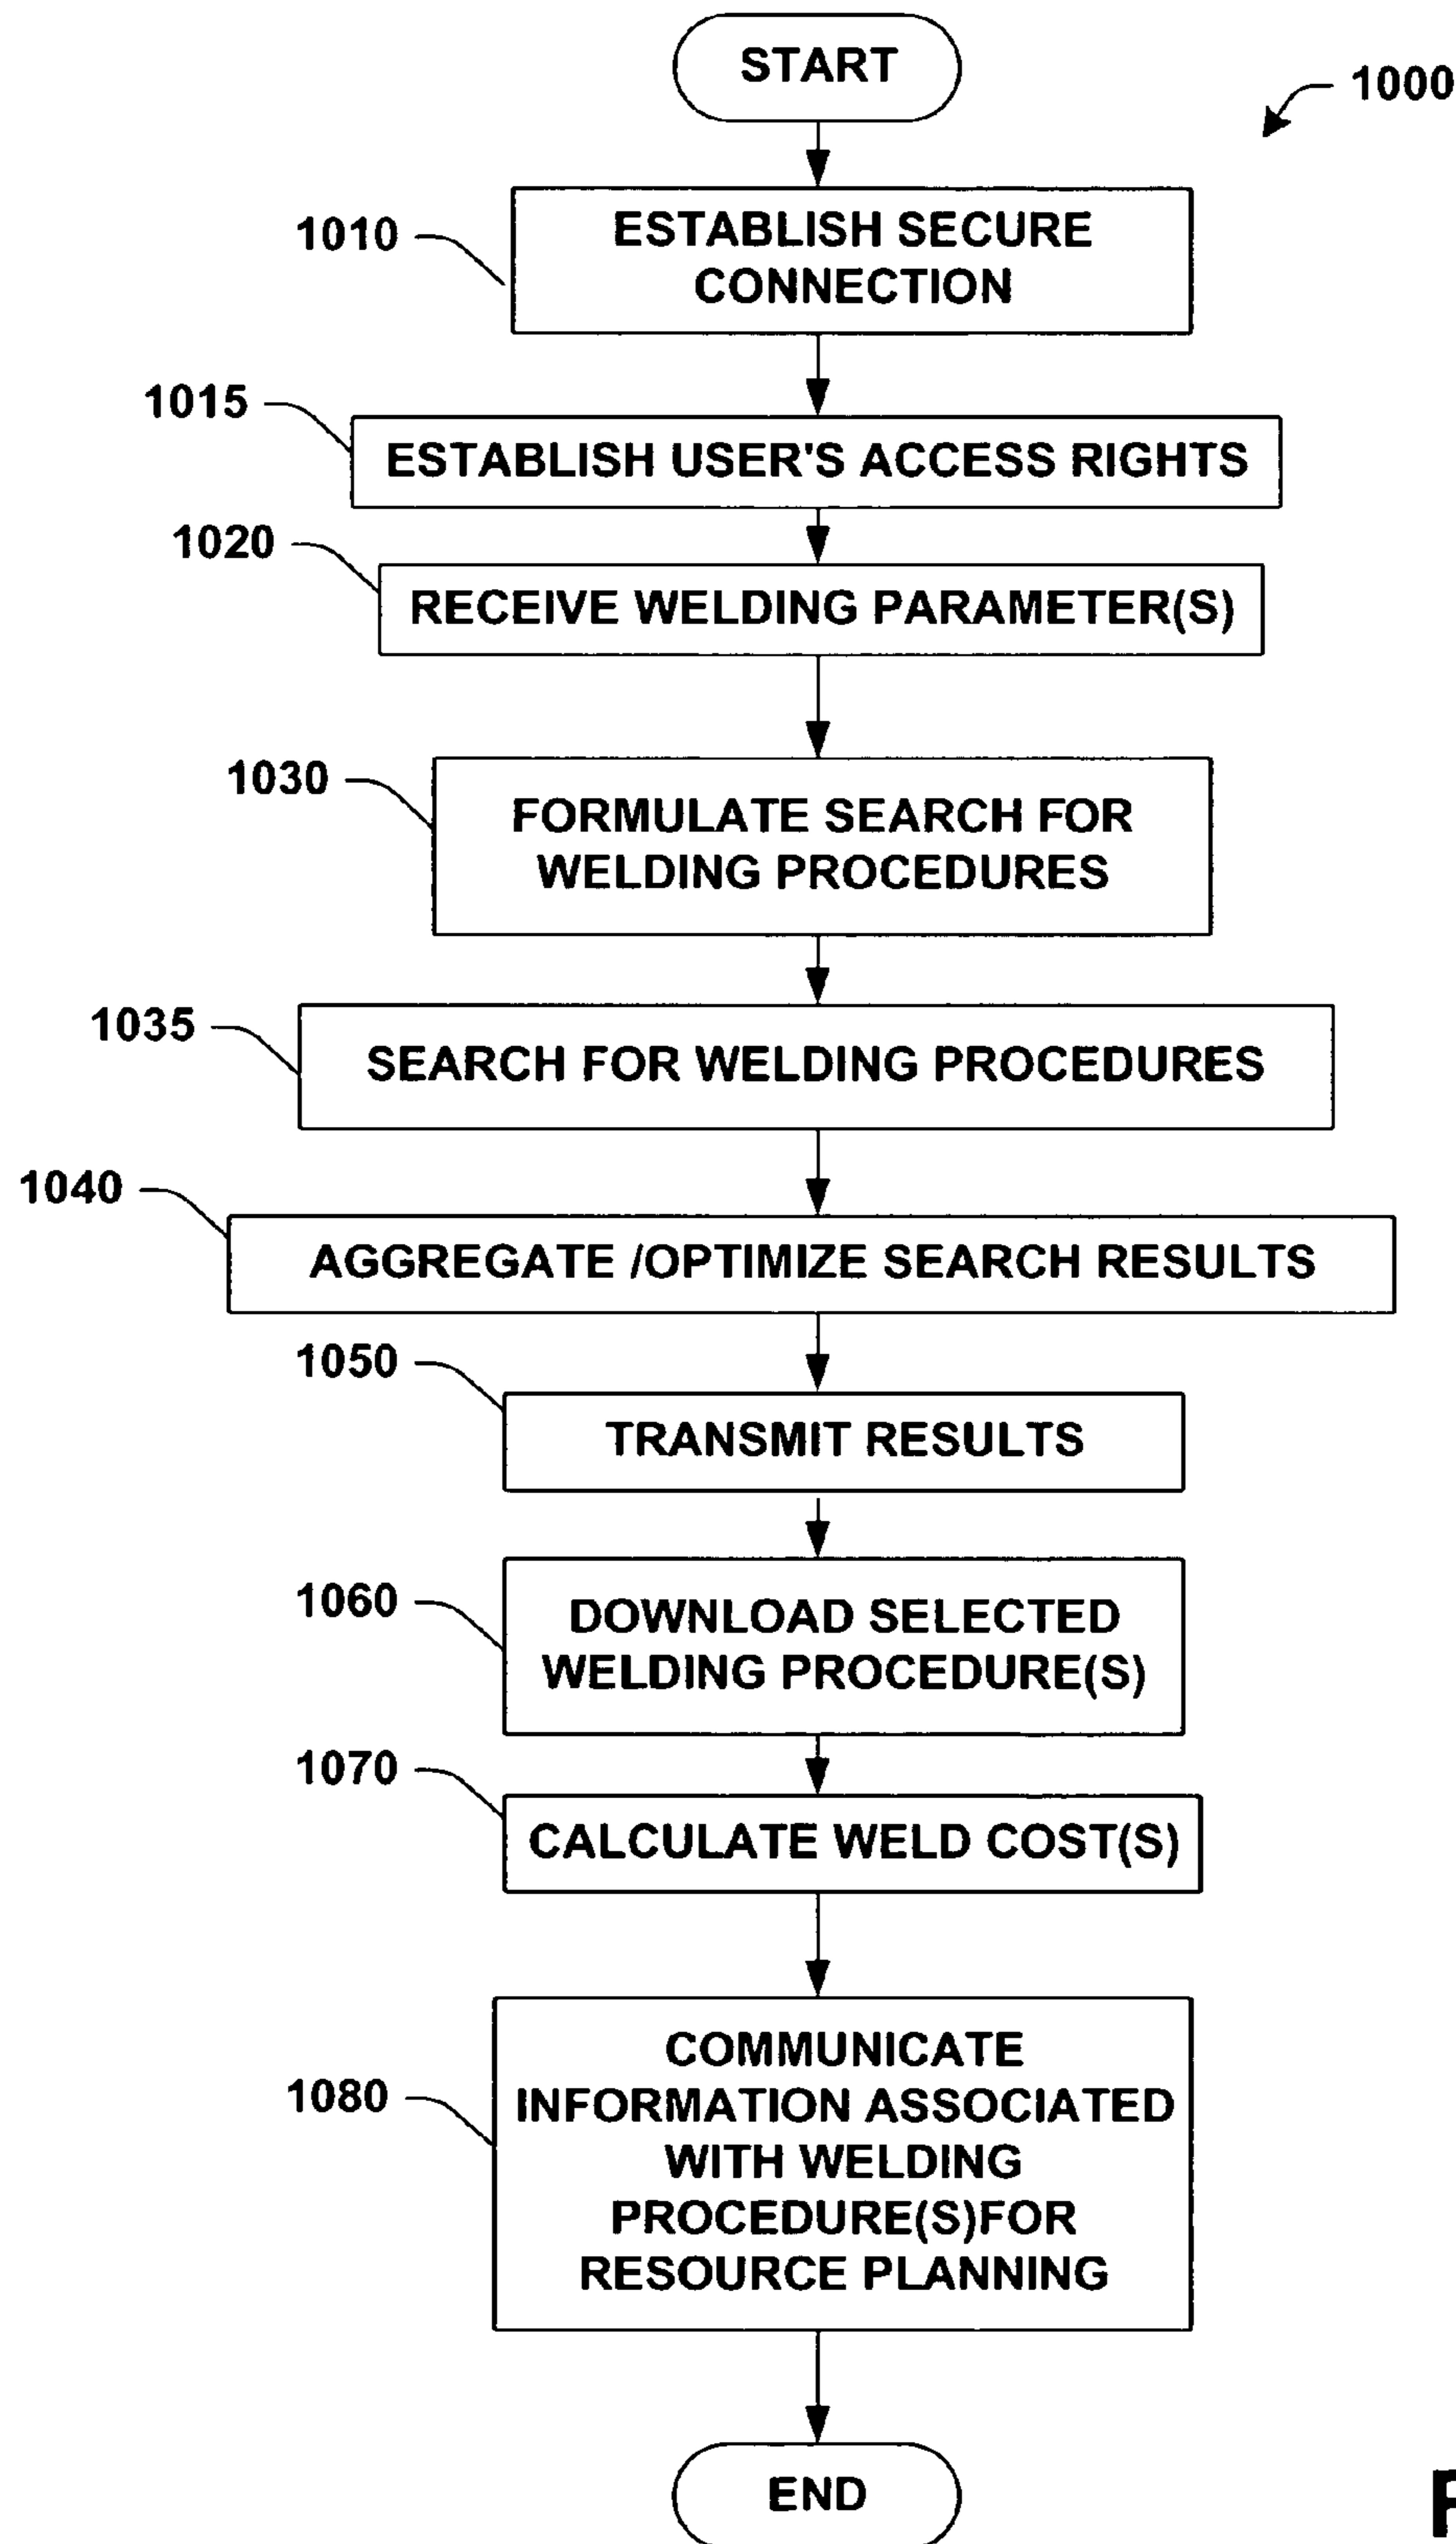 START
1000
1010
ESTABLISH SECURE
CONNECTION
1015
ESTABLISH USER'S ACCESS RIGHTS
1020
RECEIVE WELDING PARAMETER(S)
1030
FORMULATE SEARCH FOR
WELDING PROCEDURES
1035
SEARCH FOR WELDING PROCEDURES
1040
AGGREGATE /OPTIMIZE SEARCH RESULTS
1050
TRANSMIT RESULTS
1060
DOWNLOAD SELECTED
WELDING PROCEDURE(S)
1070
CALCULATE WELD COST(S)
1080
COMMUNICATE
INFORMATION ASSOCIATED
WITH WELDING
PROCEDURE(S)FOR
RESOURCE PLANNING
END